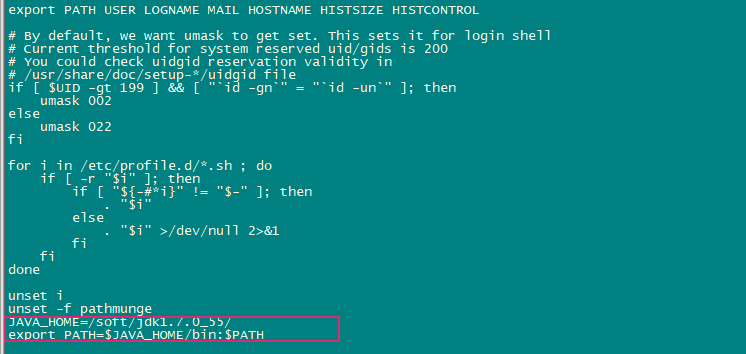 export PATH USER LOGNAME MAIL HOSTNAME HISTSIZE HISTCONTROL
# By default, we want umask to get set. This sets it for login shell
# Current threshold for system reserved uid/gids is 200
# You could check uidgid reservation validity in
# /usr/share/doc/setup-*/uidgid file
if [ $UID -gt 199 ] && [ "`id -gn`" = "`id -un`" ]; then
    umask 002
else
    umask 022
fi
for i in /etc/profile.d/*.sh ; do
    if [ -r "$i" ]; then
        if [ "${-#*i}" != "$-" ]; then
            . "$i"
        else
            . "$i" >/dev/null 2>&1
        fi
    fi
done
unset i
unset -f pathmunge
JAVA_HOME=/soft/jdk1.7.0_55/
export PATH=$JAVA_HOME/bin:$PATH